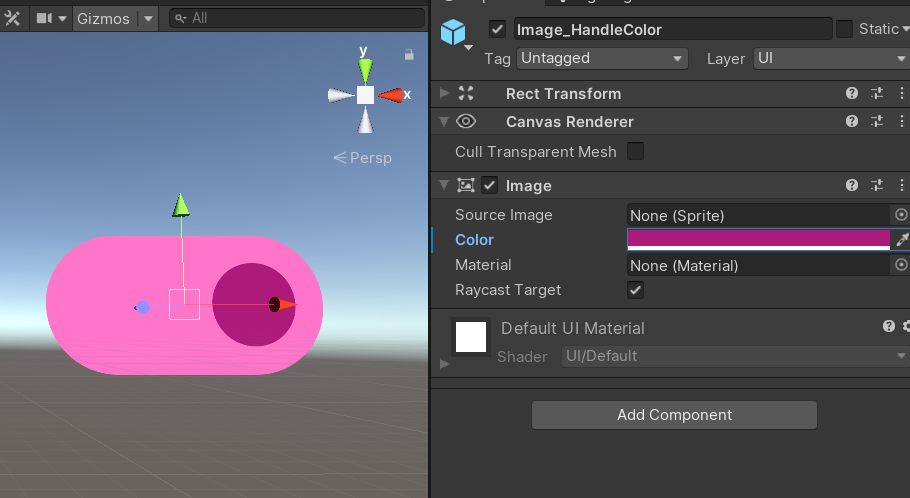 Gizmos
All
y
x
Persp
Image_HandleColor
Static
Tag Untagged Layer UI
Rect Transform
Canvas Renderer
Cull Transparent Mesh
Image
Source Image None (Sprite)
Color
Material None (Material)
Raycast Target
Default UI Material
Shader UI/Default
Add Component